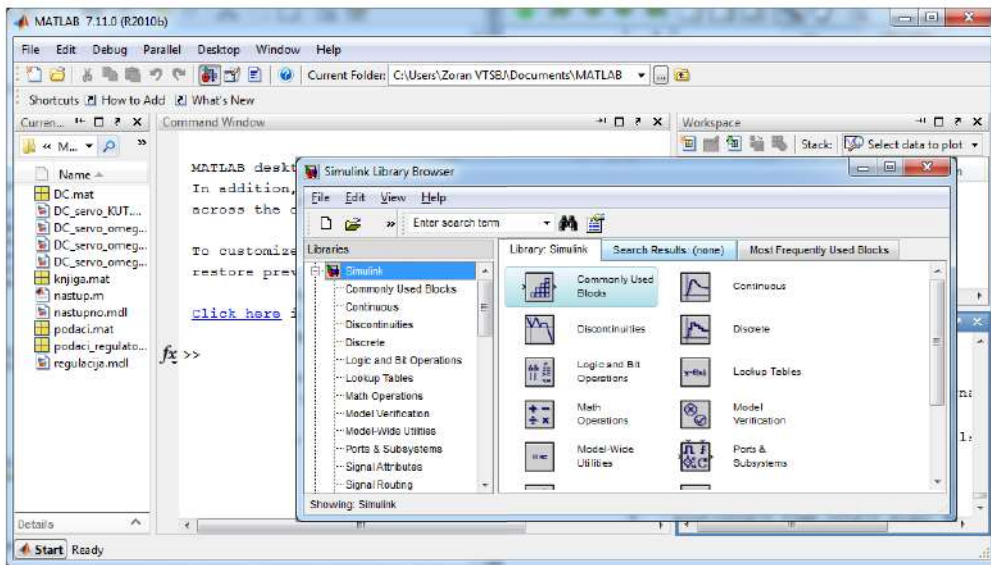 MATLAB 7.11.0 (R2010b)
File Edit Debug Parallel Desktop Window Help
Current Folder: C:\Users\Zoran VTSBJ\Documents\MATLAB
Shortcuts How to Add What's New
Curren... Command Window Workspace
« M... » Stack: Select data to plot
Name
DC.mat
DC_servo_KUT....
DC_servo_omeg...
DC_servo_omeg...
DC_servo_omeg...
knjiga.mat
nastup.m
nastupno.mdl
podaci.mat
podaci_regulato...
regulacija.mdl
MATLAB deskt
In addition,
across the
To customize
restore prev
Click here
fx >>
Simulink Library Browser
File Edit View Help
» Enter search term
Libraries Library: Simulink Search Results: (none) Most Frequently Used Blocks
Simulink
Commonly Used Blocks
Continuous
Discontinuities
Discrete
Logic and Bit Operations
Lookup Tables
Math Operations
Model Verification
Model-Wide Utilities
Ports & Subsystems
Signal Attributes
Signal Routing
Commonly Used
Blocks
Continuous
Discontinuities
Discrete
Logic and Bit
Operations
Lookup Tables
Math
Operations
Model
Verification
Model-Wide
Utilities
Ports &
Subsystems
Showing: Simulink
Details
Start Ready